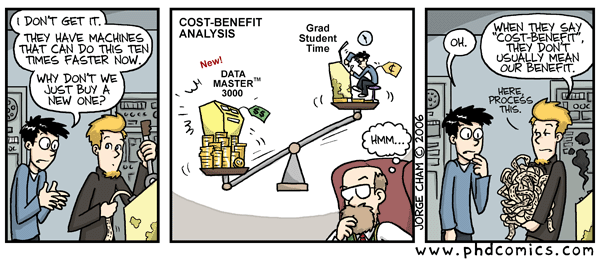 I DON'T GET IT.
THEY HAVE MACHINES
THAT CAN DO THIS TEN
TIMES FASTER NOW.
WHY DON'T WE
JUST BUY A
NEW ONE?
COST-BENEFIT
ANALYSIS
Grad
Student
Time
New!
DATA
MASTER™
3000
$$
¢
HMM...
JORGE CHAM © 2006
OH.
WHEN THEY SAY
"COST-BENEFIT",
THEY DON'T
USUALLY MEAN
OUR BENEFIT.
HERE,
PROCESS
THIS.
www.phdcomics.com